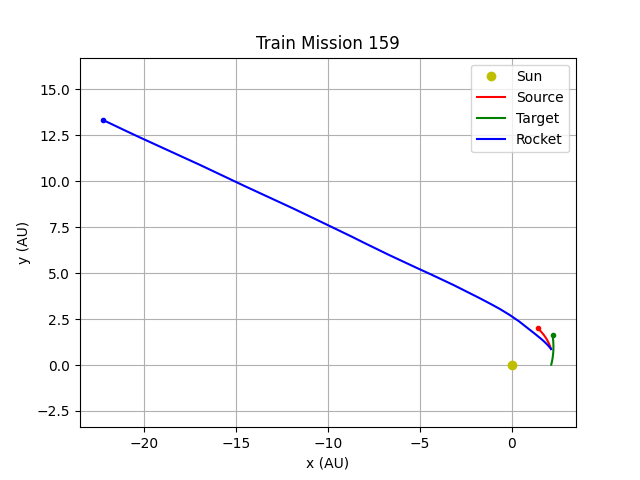 Train Mission 159
Sun
Source
Target
Rocket
15.0
12.5
10.0
7.5
5.0
2.5
0.0
−2.5
y (AU)
−20
−15
−10
−5
0
x (AU)